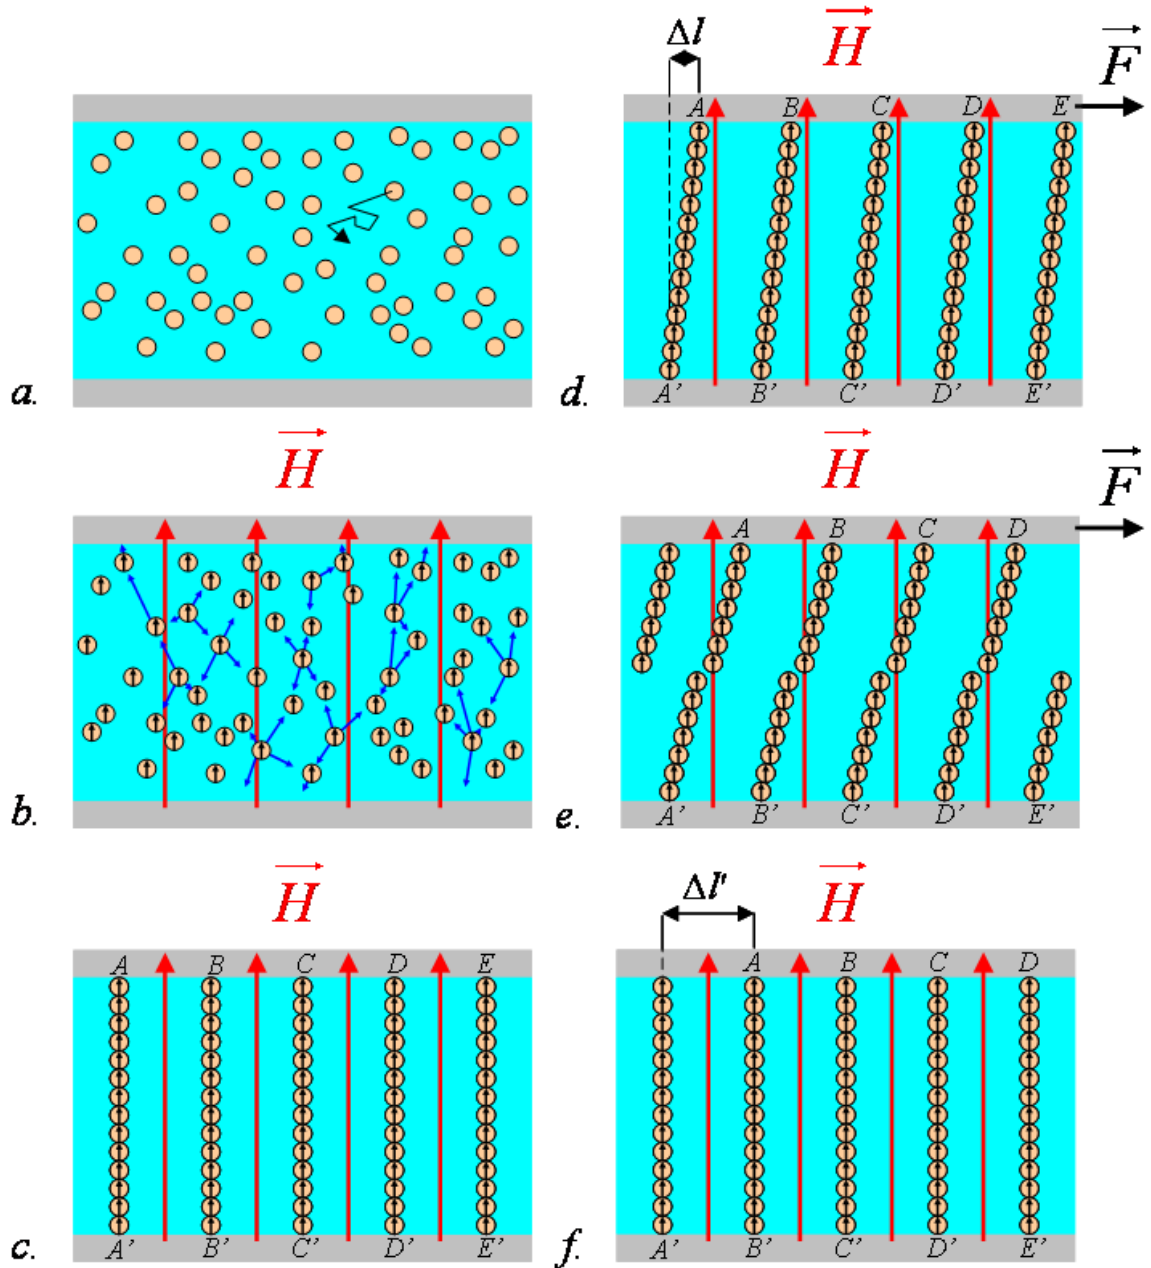 a.
H
b.
H
A B C D E
A' B' C' D' E'
c.
Δl
H
F
A B C D E
A' B' C' D' E'
d.
H
F
A B C D
A' B' C' D' E'
e.
Δl'
H
A B C D
A' B' C' D' E'
f.